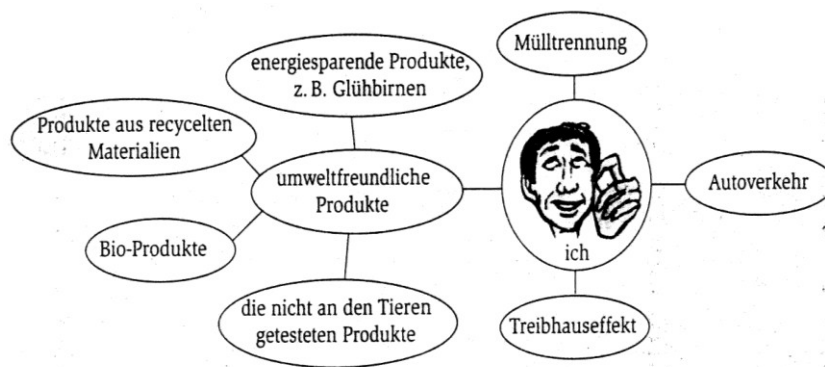 Mülltrennung
energiesparende Produkte,
z. B. Glühbirnen
Produkte aus recycelten
Materialien
umweltfreundliche
Produkte
Autoverkehr
Bio-Produkte
ich
die nicht an den Tieren
getesteten Produkte
Treibhauseffekt